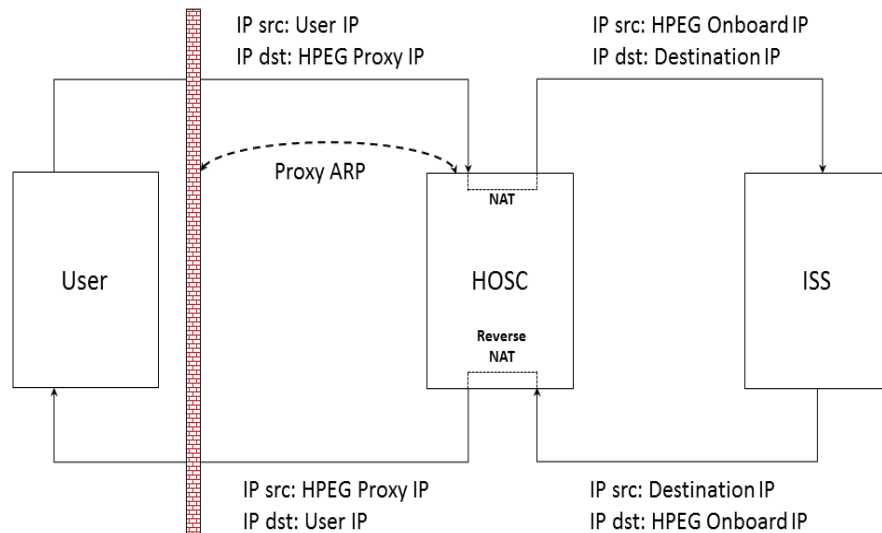 IP src: User IP
IP dst: HPEG Proxy IP
IP src: HPEG Onboard IP
IP dst: Destination IP
Proxy ARP
NAT
User
HOSC
ISS
Reverse
NAT
IP src: HPEG Proxy IP
IP dst: User IP
IP src: Destination IP
IP dst: HPEG Onboard IP